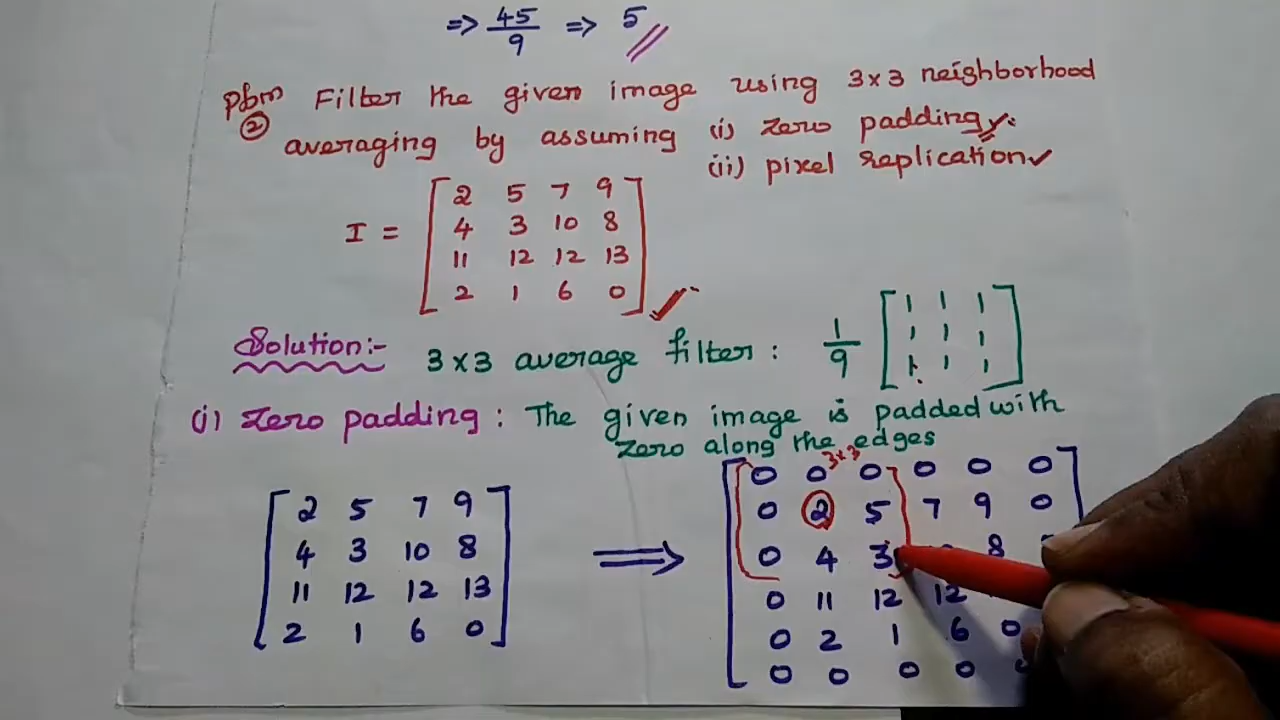 => 45/9 => 5
Pbm ② Filter the given image using 3x3 neighborhood
averaging by assuming (i) zero padding
(ii) pixel replication
I = [ 2 5 7 9
4 3 10 8
11 12 12 13
2 1 6 0 ]
Solution:- 3x3 average filter : 1/9 [ 1 1 1
1 1 1
1 1 1 ]
(i) Zero padding : The given image is padded with
zero along the edges
3x3
[ 2 5 7 9
4 3 10 8
11 12 12 13
2 1 6 0 ]
=>
[ 0 0 0 0 0 0
0 2 5 7 9 0
0 4 3 8
0 11 12 12
0 2 1 6 0
0 0 0 0 ]